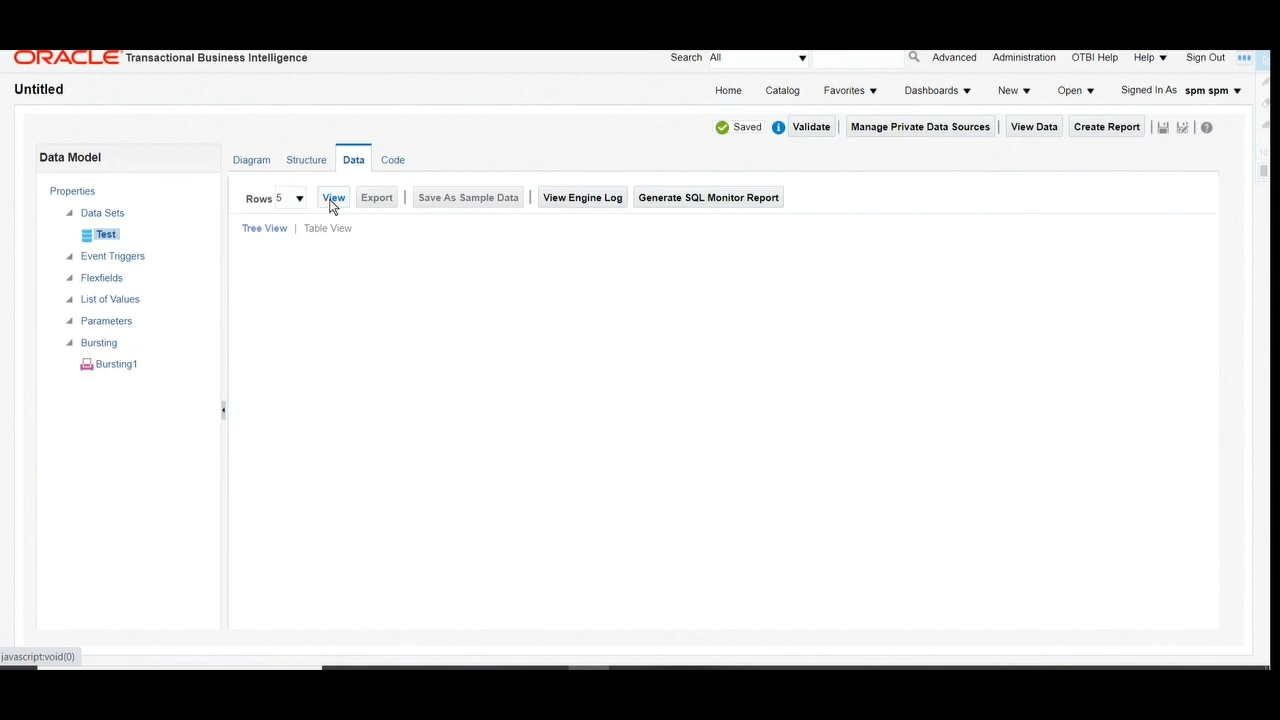 ORACLE Transactional Business Intelligence Search All Advanced Administration OTBI Help Help Sign Out
Untitled Home Catalog Favorites Dashboards New Open Signed In As spm spm
Saved Validate Manage Private Data Sources View Data Create Report
Data Model
Diagram Structure Data Code
Properties
Rows 5 View Export Save As Sample Data View Engine Log Generate SQL Monitor Report
Data Sets
Tree View | Table View
Test
Event Triggers
Flexfields
List of Values
Parameters
Bursting
Bursting1
javascript:void(0)